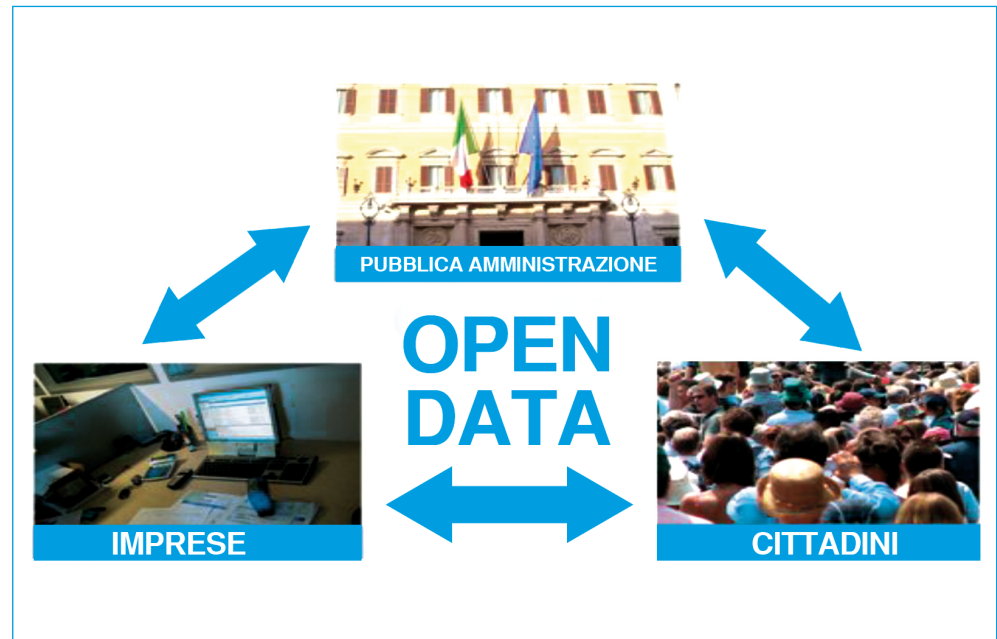 PUBBLICA AMMINISTRAZIONE
OPEN
DATA
IMPRESE
CITTADINI